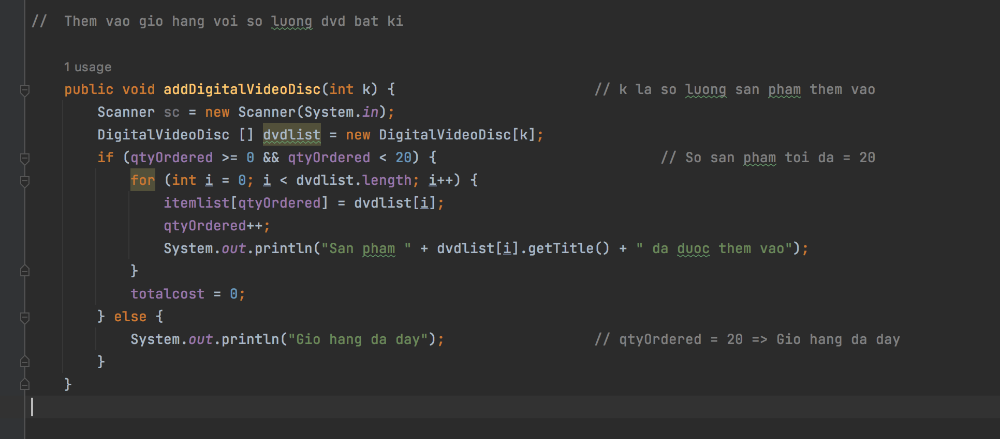 //  Them vao gio hang voi so luong dvd bat ki
1 usage
public void addDigitalVideoDisc(int k) {                        // k la so luong san pham them vao
    Scanner sc = new Scanner(System.in);
    DigitalVideoDisc [] dvdlist = new DigitalVideoDisc[k];
    if (qtyOrdered >= 0 && qtyOrdered < 20) {                           // So san pham toi da = 20
        for (int i = 0; i < dvdlist.length; i++) {
            itemlist[qtyOrdered] = dvdlist[i];
            qtyOrdered++;
            System.out.println("San pham " + dvdlist[i].getTitle() + " da duoc them vao");
        }
        totalcost = 0;
    } else {
        System.out.println("Gio hang da day");                  // qtyOrdered = 20 => Gio hang da day
    }
}